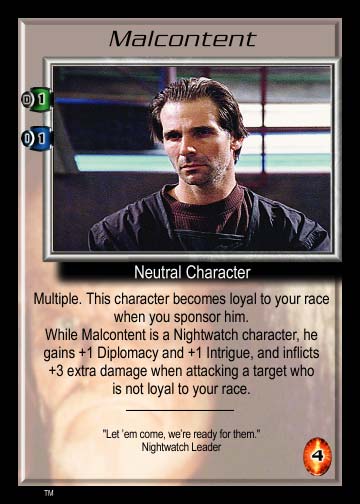 Malcontent
D 1
I 1
Neutral Character
Multiple. This character becomes loyal to your race
when you sponsor him.
While Malcontent is a Nightwatch character, he
gains +1 Diplomacy and +1 Intrigue, and inflicts
+3 extra damage when attacking a target who
is not loyal to your race.
"Let 'em come, we're ready for them."
Nightwatch Leader
4
TM